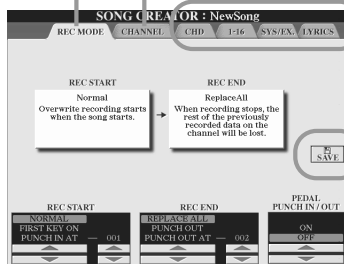 SONG CREATOR : NewSong
REC MODE CHANNEL CHD 1-16 SYS/EX. LYRICS
REC START REC END
Normal
Overwrite recording starts
when the song starts.
ReplaceAll
When recording stops, the
rest of the previously
recorded data on the
channel will be lost.
SAVE
REC START REC END PEDAL
PUNCH IN / OUT
NORMAL
FIRST KEY ON
PUNCH IN AT — 001
REPLACE ALL
PUNCH OUT
PUNCH OUT AT — 002
ON
OFF